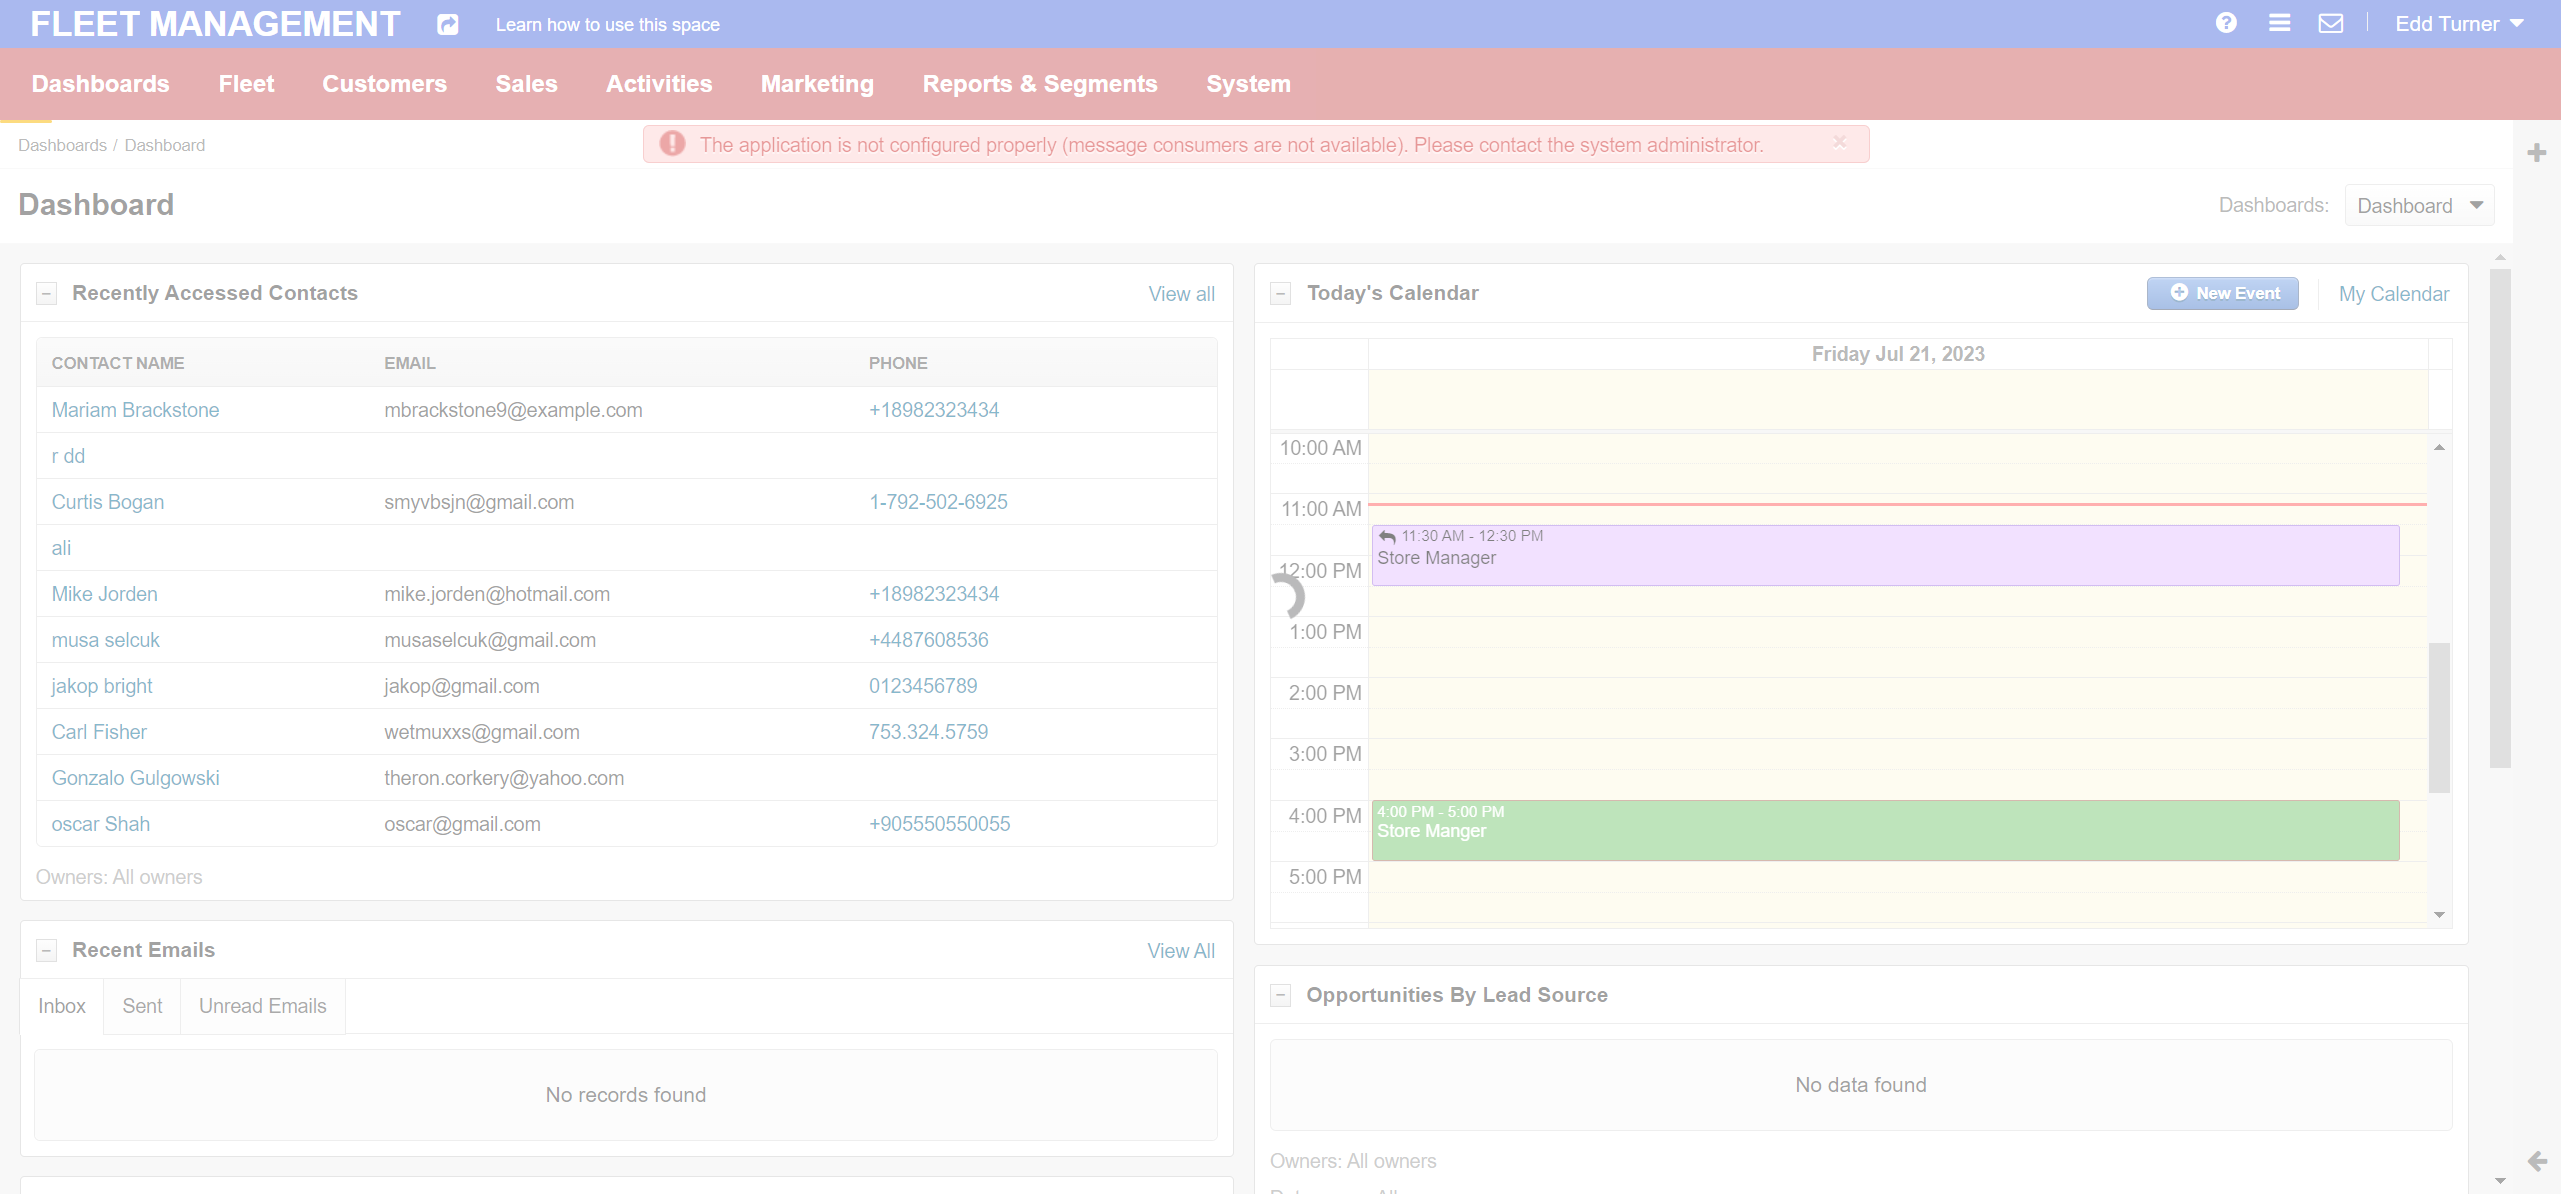 FLEET MANAGEMENT Learn how to use this space Edd Turner
Dashboards Fleet Customers Sales Activities Marketing Reports & Segments System
Dashboards / Dashboard
The application is not configured properly (message consumers are not available). Please contact the system administrator.
Dashboard
Dashboards: Dashboard
Recently Accessed Contacts View all
CONTACT NAME EMAIL PHONE
Mariam Brackstone mbrackstone9@example.com +18982323434
r dd
Curtis Bogan smyvbsjn@gmail.com 1-792-502-6925
ali
Mike Jorden mike.jorden@hotmail.com +18982323434
musa selcuk musaselcuk@gmail.com +4487608536
jakop bright jakop@gmail.com 0123456789
Carl Fisher wetmuxxs@gmail.com 753.324.5759
Gonzalo Gulgowski theron.corkery@yahoo.com
oscar Shah oscar@gmail.com +905550550055
Owners: All owners
Recent Emails View All
Inbox Sent Unread Emails
No records found
Today's Calendar New Event My Calendar
Friday Jul 21, 2023
10:00 AM
11:00 AM
11:30 AM - 12:30 PM
Store Manager
12:00 PM
1:00 PM
2:00 PM
3:00 PM
4:00 PM
4:00 PM - 5:00 PM
Store Manger
5:00 PM
Opportunities By Lead Source
No data found
Owners: All owners